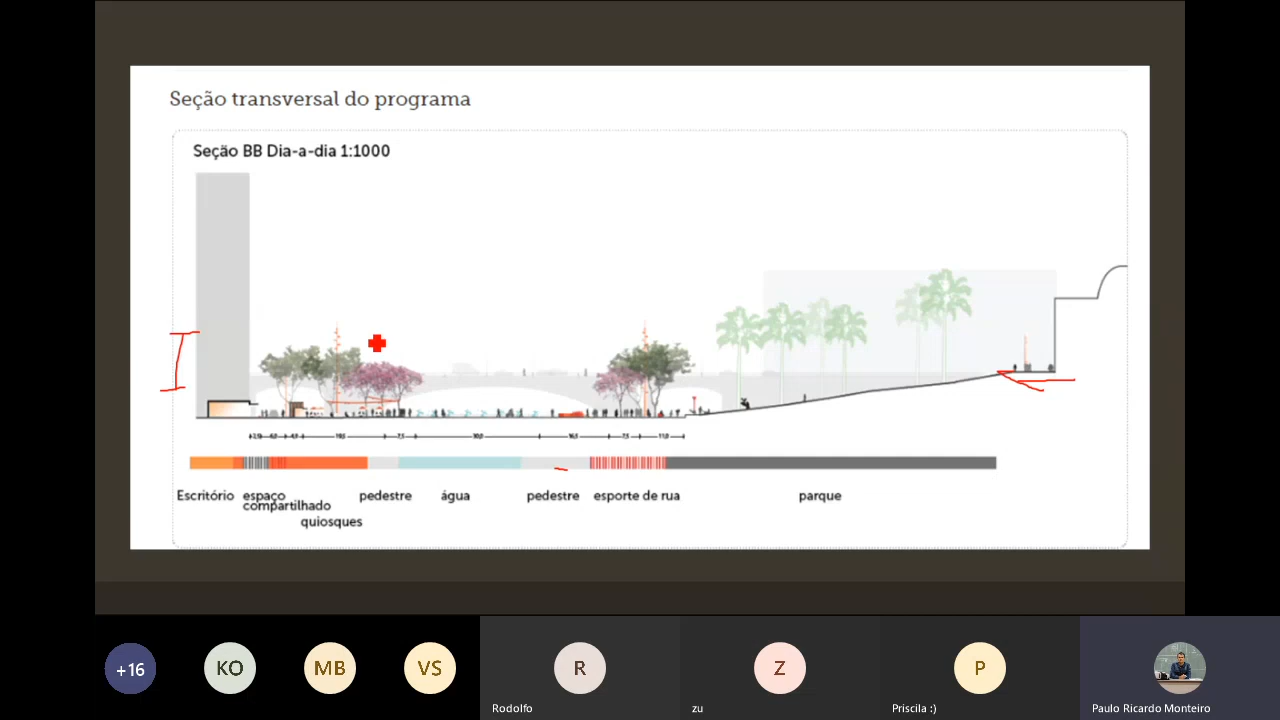 Seção transversal do programa
Seção BB Dia-a-dia 1:1000
Escritório espaço pedestre água pedestre esporte de rua parque
compartilhado
quiosques
+16 KO MB VS R Z P
Rodolfo zu Priscila :) Paulo Ricardo Monteiro